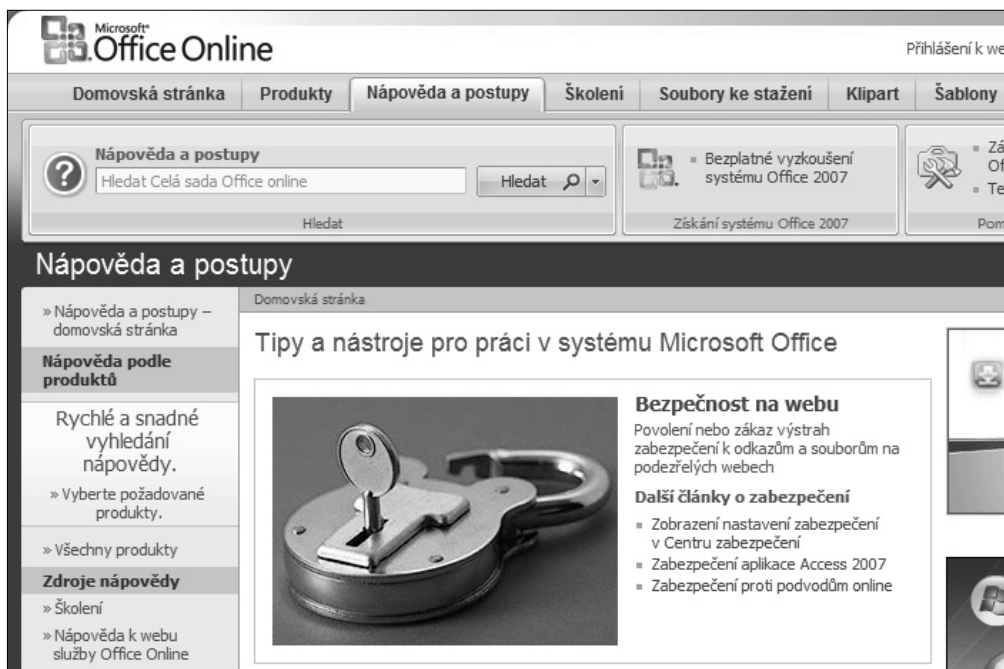 Microsoft®
Office Online
Přihlášení k
Domovská stránka
Produkty
Nápověda a postupy
Školení
Soubory ke stažení
Klipart
Šablony
Nápověda a postupy
Hledat Celá sada Office online
Hledat
Hledat
Bezplatné vyzkoušení
systému Office 2007
Získání systému Office 2007
Nápověda a postupy
» Nápověda a postupy –
domovská stránka
Nápověda podle
produktů
Rychlé a snadné
vyhledání
nápovědy.
» Vyberte požadované
produkty.
» Všechny produkty
Zdroje nápovědy
» Školení
» Nápověda k webu
služby Office Online
Domovská stránka
Tipy a nástroje pro práci v systému Microsoft Office
Bezpečnost na webu
Povolení nebo zákaz výstrah
zabezpečení k odkazům a souborům na
podezřelých webech
Další články o zabezpečení
Zobrazení nastavení zabezpečení
v Centru zabezpečení
Zabezpečení aplikace Access 2007
Zabezpečení proti podvodům online